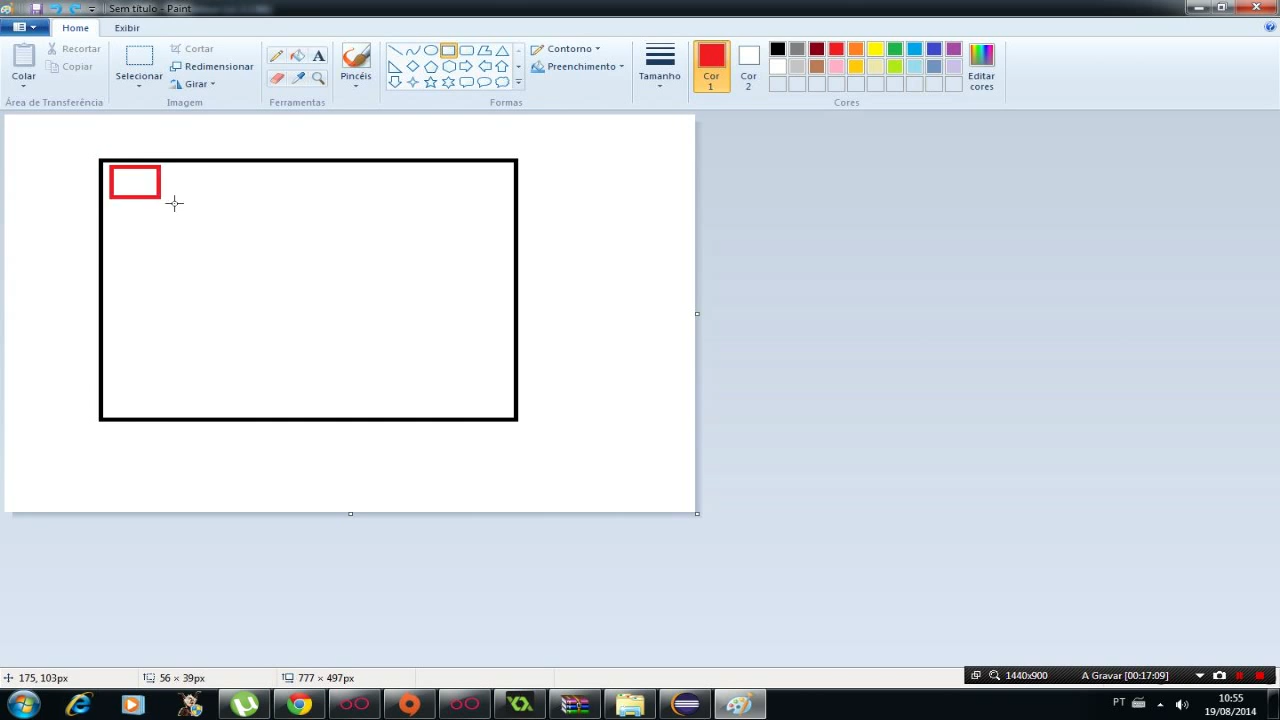 Sem título - Paint
Home
Exibir
Colar
Recortar
Copiar
Área de Transferência
Selecionar
Cortar
Redimensionar
Girar
Imagem
Ferramentas
Pincéis
Formas
Contorno
Preenchimento
Tamanho
Cor
1
Cor
2
Cores
Editar
cores
175, 103px
56 × 39px
777 × 497px
1440x900
A Gravar [00:17:09]
PT
10:55
19/08/2014